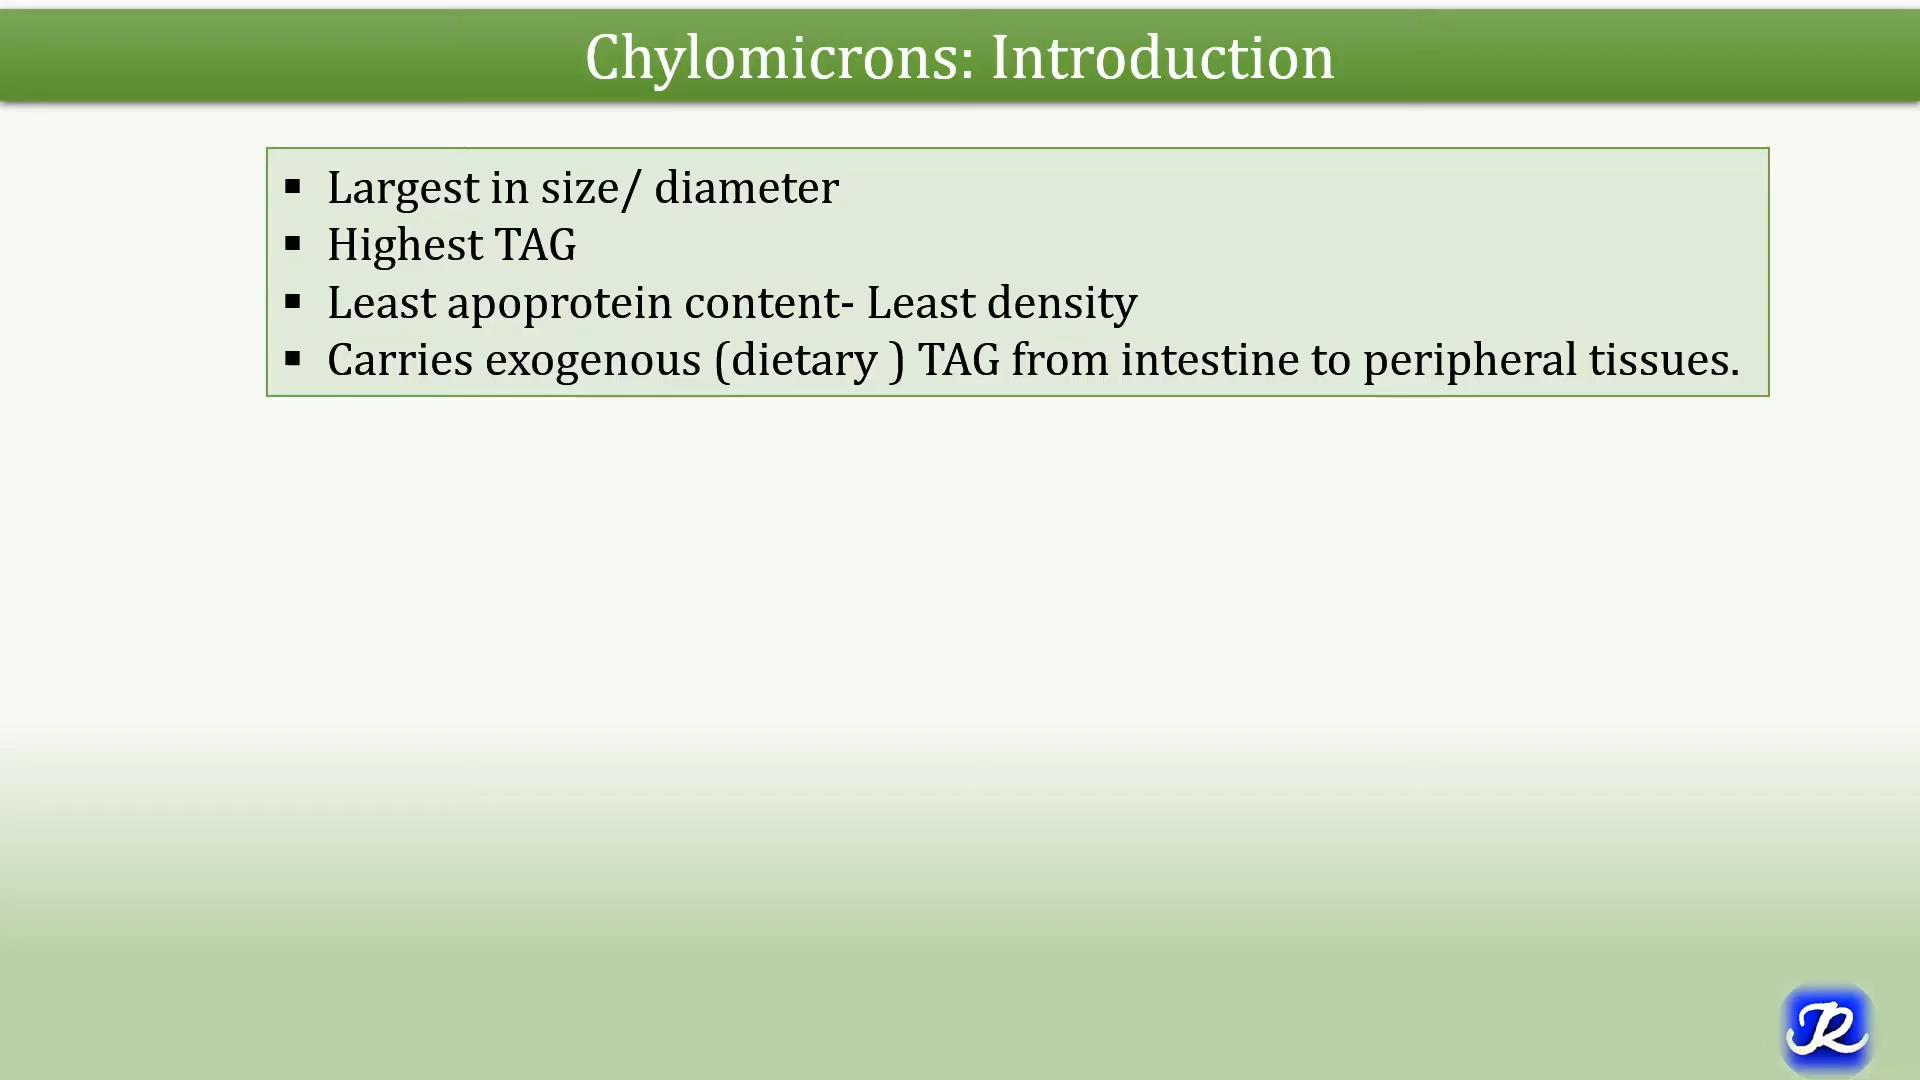 Chylomicrons: Introduction
▪ Largest in size/ diameter
▪ Highest TAG
▪ Least apoprotein content- Least density
▪ Carries exogenous (dietary ) TAG from intestine to peripheral tissues.
JR